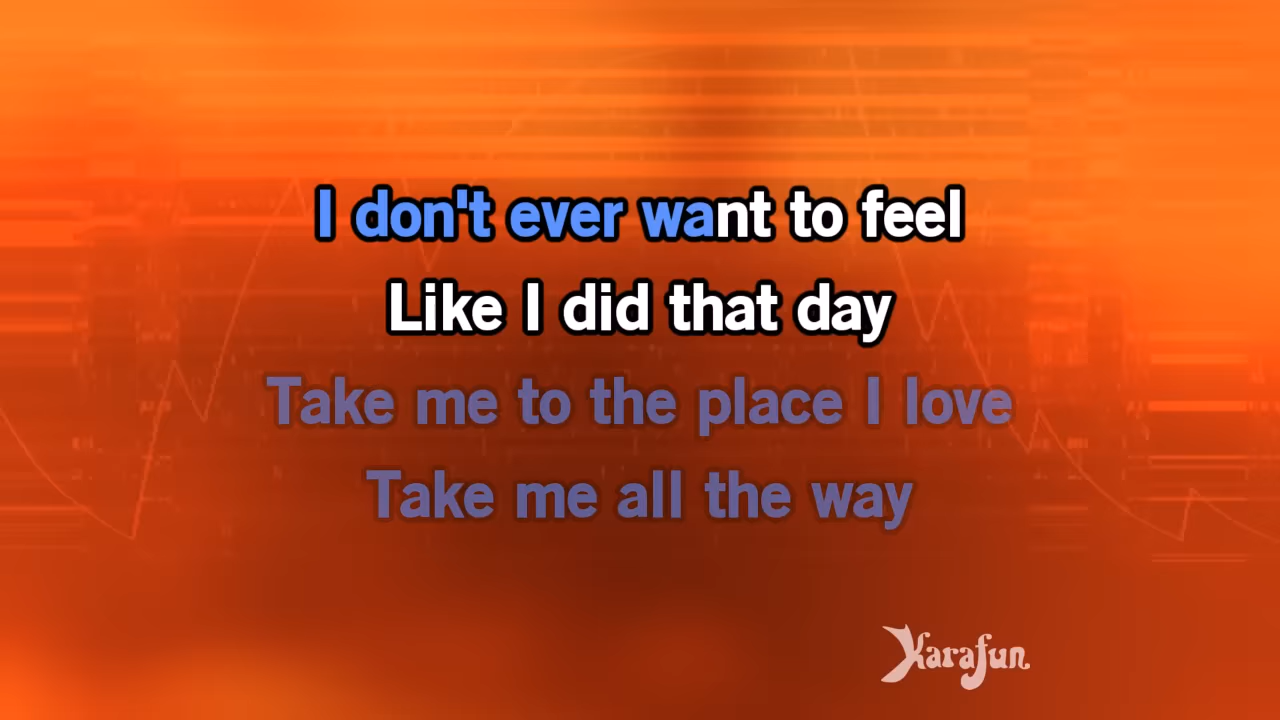 I don't ever want to feel
Like I did that day
Take me to the place I love
Take me all the way
Karafun